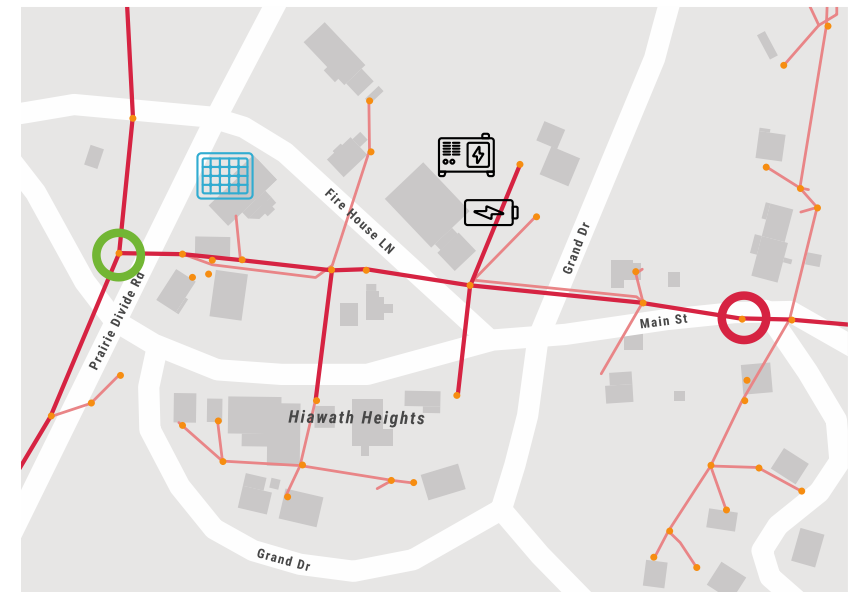 Fire House LN
Grand Dr
Prairie Divide Rd
Main St
Hiawath Heights
Grand Dr